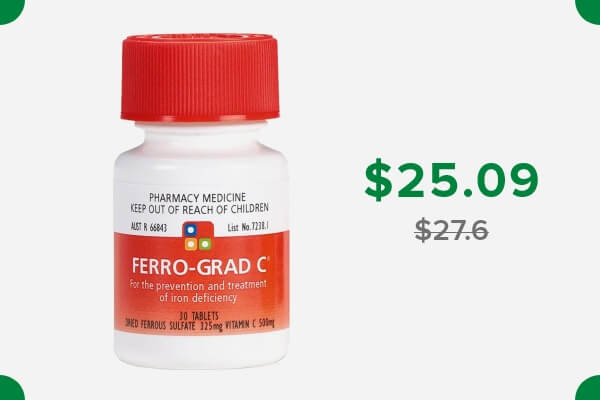 PHARMACY MEDICINE
KEEP OUT OF REACH OF CHILDREN
AUST R 66843 List No.7238.1
FERRO-GRAD C®
For the prevention and treatment
of iron deficiency
30 TABLETS
DRIED FERROUS SULFATE 325mg VITAMIN C 500mg
$25.09
$27.6